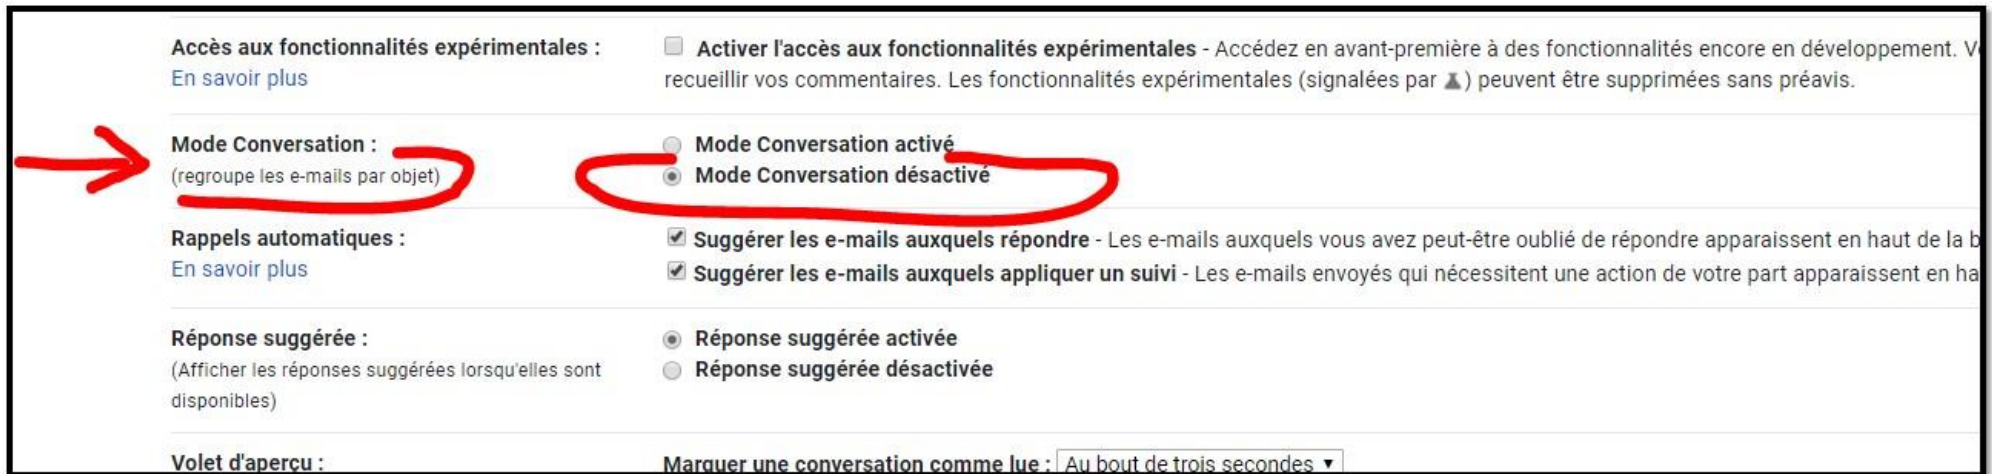 Accès aux fonctionnalités expérimentales :
En savoir plus
Activer l'accès aux fonctionnalités expérimentales - Accédez en avant-première à des fonctionnalités encore en développement.
recueillir vos commentaires. Les fonctionnalités expérimentales (signalées par ) peuvent être supprimées sans préavis.
Mode Conversation :
(regroupe les e-mails par objet)
Mode Conversation activé
Mode Conversation désactivé
Rappels automatiques :
En savoir plus
Suggérer les e-mails auxquels répondre - Les e-mails auxquels vous avez peut-être oublié de répondre apparaissent en haut de la b
Suggérer les e-mails auxquels appliquer un suivi - Les e-mails envoyés qui nécessitent une action de votre part apparaissent en ha
Réponse suggérée :
(Afficher les réponses suggérées lorsqu'elles sont
disponibles)
Réponse suggérée activée
Réponse suggérée désactivée
Volet d'aperçu :
Marquer une conversation comme lue : Au bout de trois secondes